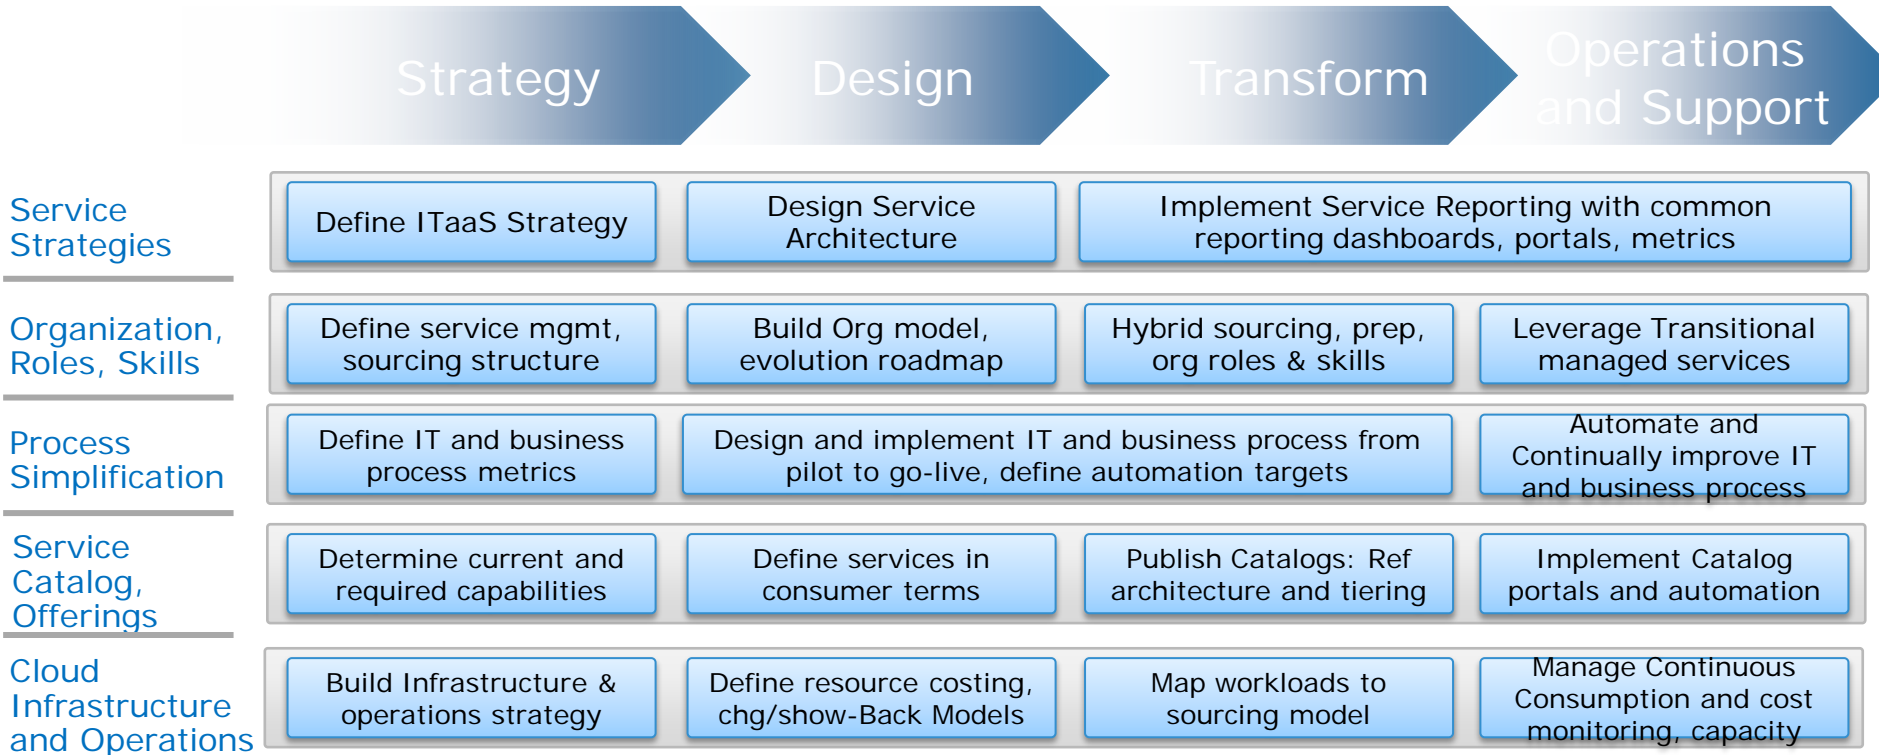 Strategy
Design
Transform
Operations
and Support
Service
Strategies
Define ITaaS Strategy
Design Service
Architecture
Implement Service Reporting with common
reporting dashboards, portals, metrics
Organization,
Roles, Skills
Define service mgmt,
sourcing structure
Build Org model,
evolution roadmap
Hybrid sourcing, prep,
org roles & skills
Leverage Transitional
managed services
Process
Simplification
Define IT and business
process metrics
Design and implement IT and business process from
pilot to go-live, define automation targets
Automate and
Continually improve IT
and business process
Service
Catalog,
Offerings
Determine current and
required capabilities
Define services in
consumer terms
Publish Catalogs: Ref
architecture and tiering
Implement Catalog
portals and automation
Cloud
Infrastructure
and Operations
Build Infrastructure &
operations strategy
Define resource costing,
chg/show-Back Models
Map workloads to
sourcing model
Manage Continuous
Consumption and cost
monitoring, capacity